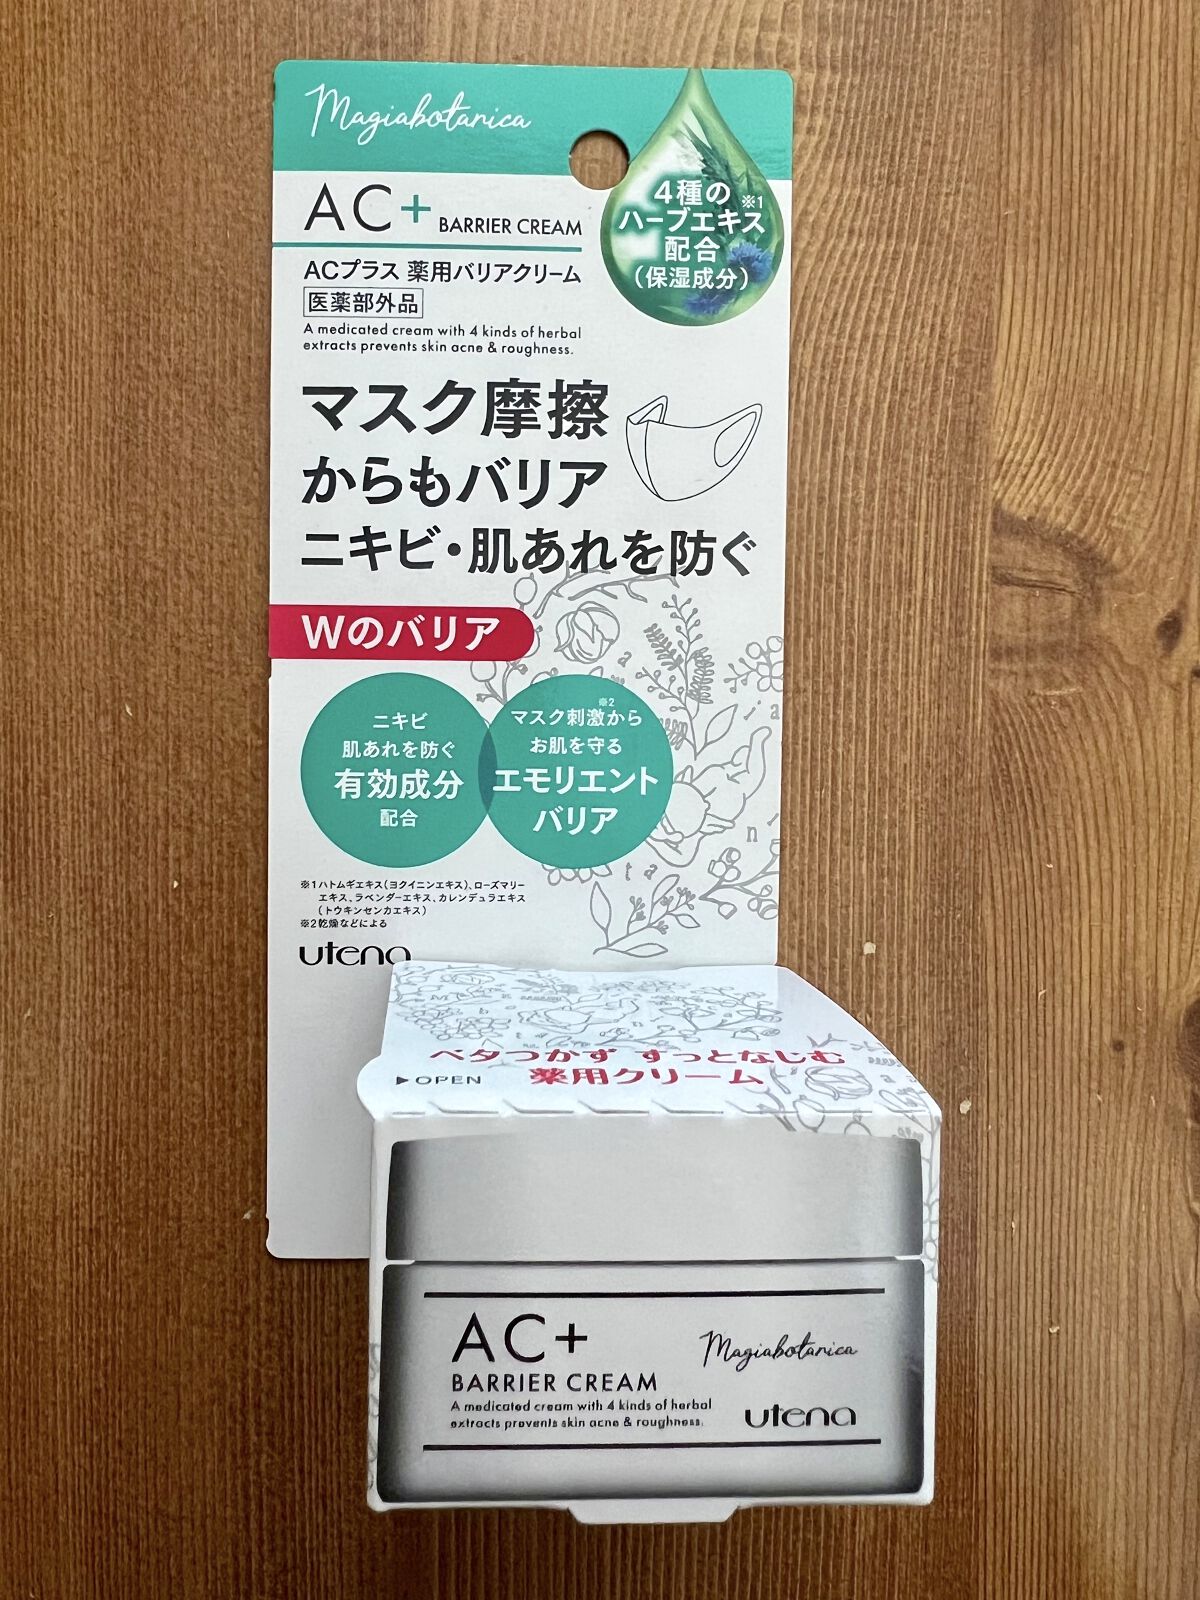 Magiabotanica
4種の
ハーブエキス※1
配合
(保湿成分)
AC+ BARRIER CREAM
ACプラス 薬用バリアクリーム
医薬部外品
A medicated cream with 4 kinds of herbal
extracts prevents skin acne & roughness.
マスク摩擦
からもバリア
ニキビ・肌あれを防ぐ
Wのバリア
ニキビ
肌あれを防ぐ
有効成分
配合
マスク刺激※2から
お肌を守る
エモリエント
バリア
※1ハトムギエキス(ヨクイニンエキス)、ローズマリー
エキス、ラベンダーエキス、カレンデュラエキス
(トウキンセンカエキス)
※2乾燥などによる
utena
ベタつかず すっとなじむ
▶OPEN 薬用クリーム
AC+
Magiabotanica
BARRIER CREAM
A medicated cream with 4 kinds of herbal
extracts prevents skin acne & roughness.
utena